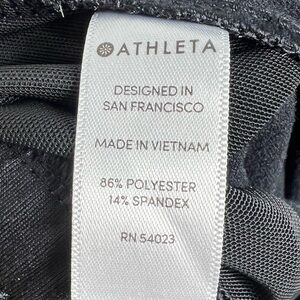 ATHLETA
DESIGNED IN
SAN FRANCISCO
MADE IN VIETNAM
86% POLYESTER
14% SPANDEX
RN 54023